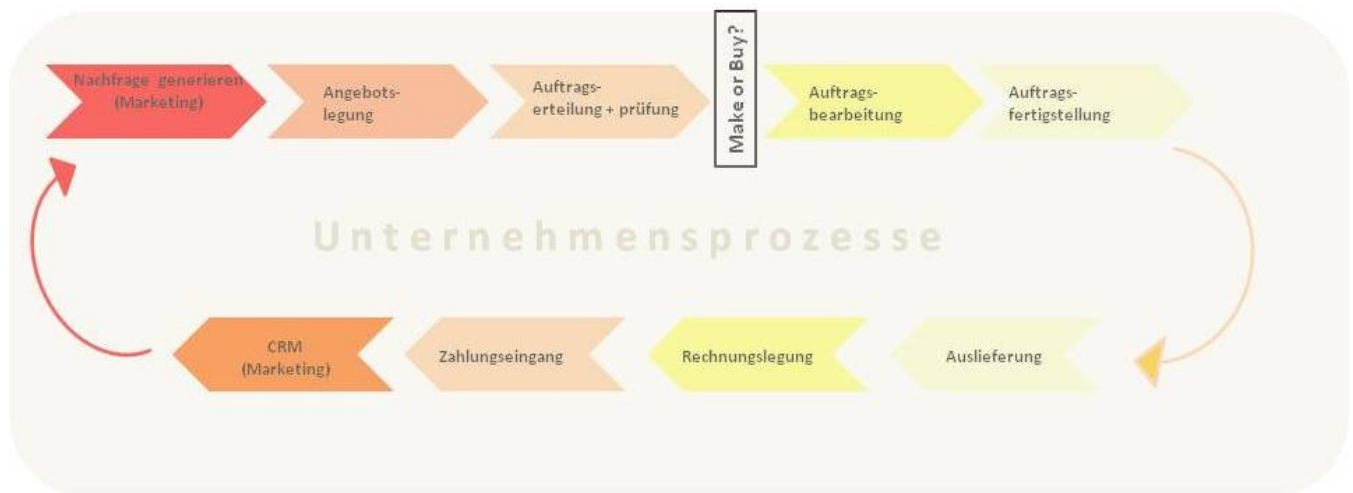 Nachfrage generieren
(Marketing)
Angebots-
legung
Auftrags-
erteilung + prüfung
Make or Buy?
Auftrags-
bearbeitung
Auftrags-
fertigstellung
Unternehmensprozesse
CRM
(Marketing)
Zahlungseingang
Rechnungslegung
Auslieferung